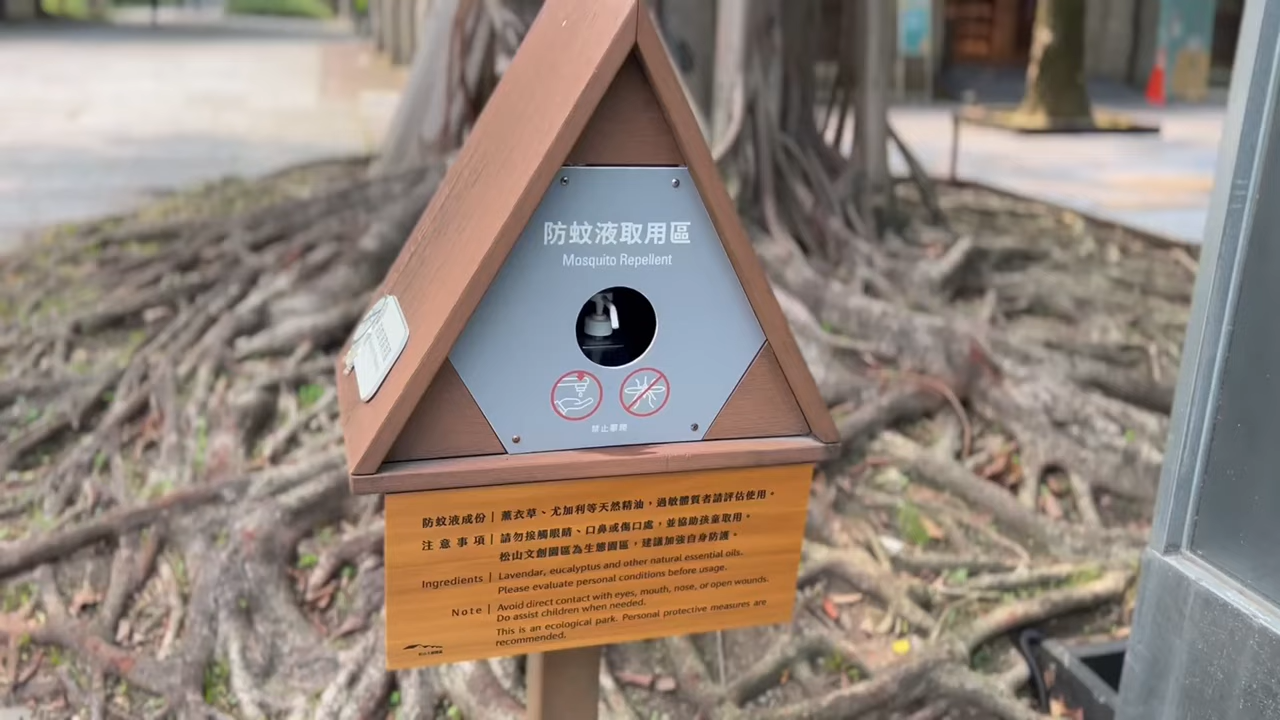 防蚊液取用區
Mosquito Repellent
禁止攀爬
防蚊液成份｜薰衣草、尤加利等天然精油，過敏體質者請評估使用。
注意事項｜請勿接觸眼睛、口鼻或傷口處，並協助孩童取用。
松山文創園區為生態園區，建議加強自身防護。
Ingredients | Lavendar, eucalyptus and other natural essential oils.
Please evaluate personal conditions before usage.
Note | Avoid direct contact with eyes, mouth, nose, or open wounds.
Do assist children when needed.
This is an ecological park. Personal protective measures are
recommended.